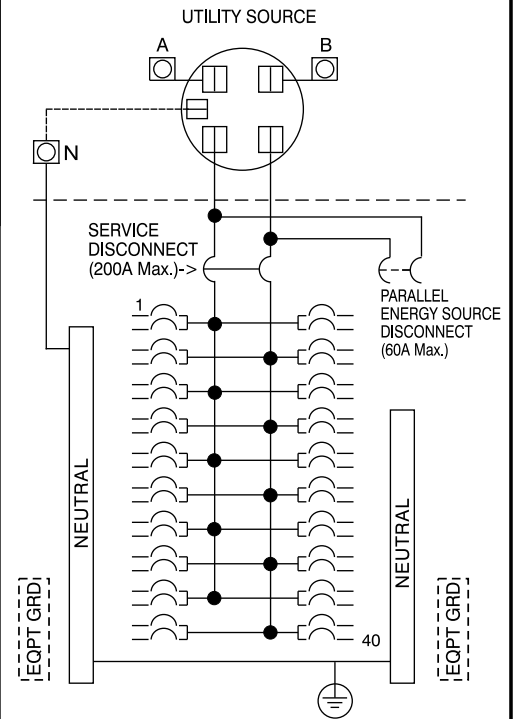 UTILITY SOURCE
A
B
N
SERVICE
DISCONNECT
(200A Max.)->
PARALLEL
ENERGY SOURCE
DISCONNECT
(60A Max.)
1
NEUTRAL
NEUTRAL
EQPT GRD
EQPT GRD
40